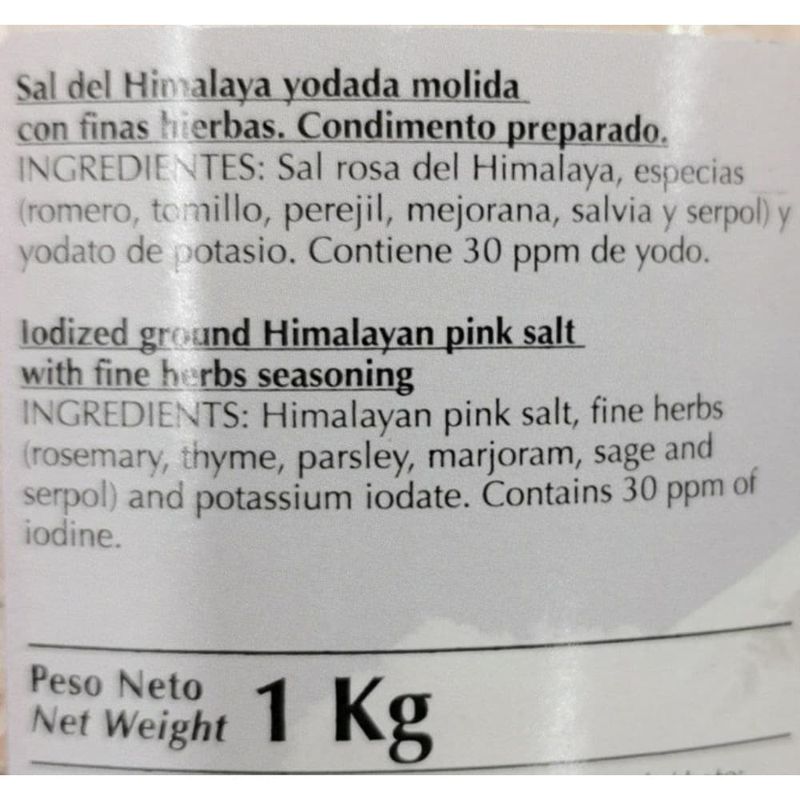 Sal del Himalaya yodada molida
con finas hierbas. Condimento preparado.
INGREDIENTES: Sal rosa del Himalaya, especias
(romero, tomillo, perejil, mejorana, salvia y serpol) y
yodato de potasio. Contiene 30 ppm de yodo.
Iodized ground Himalayan pink salt
with fine herbs seasoning
INGREDIENTS: Himalayan pink salt, fine herbs
(rosemary, thyme, parsley, marjoram, sage and
serpol) and potassium iodate. Contains 30 ppm of
iodine.
Peso Neto
Net Weight 1 Kg